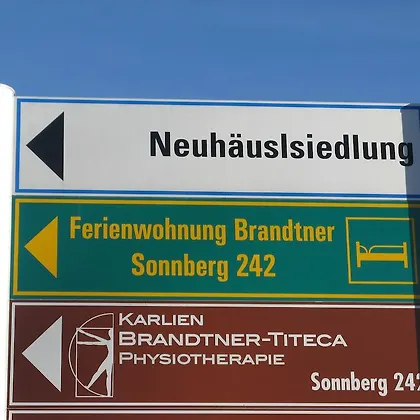 Neuhäuslsiedlung
Ferienwohnung Brandtner
Sonnberg 242
KARLIEN
BRANDTNER-TITECA
PHYSIOTHERAPIE
Sonnberg 242